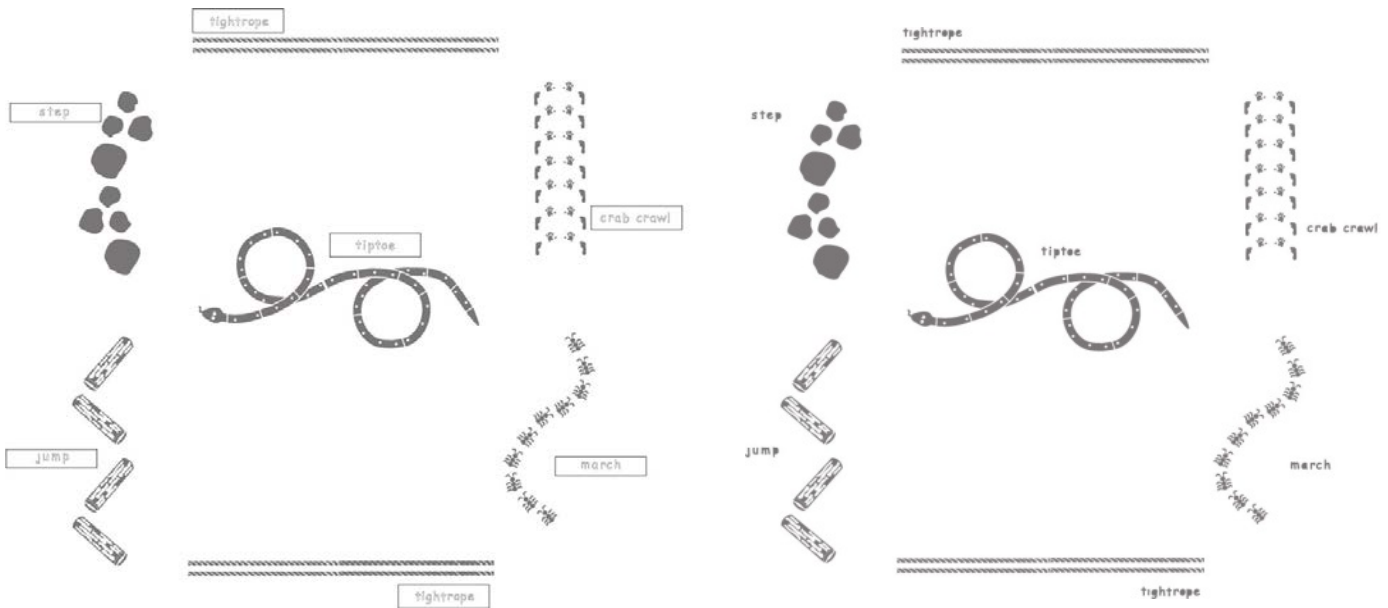 tightrope
step
crab crawl
tiptoe
jump
march
tightrope
tightrope
step
crab crawl
tiptoe
jump
march
tightrope